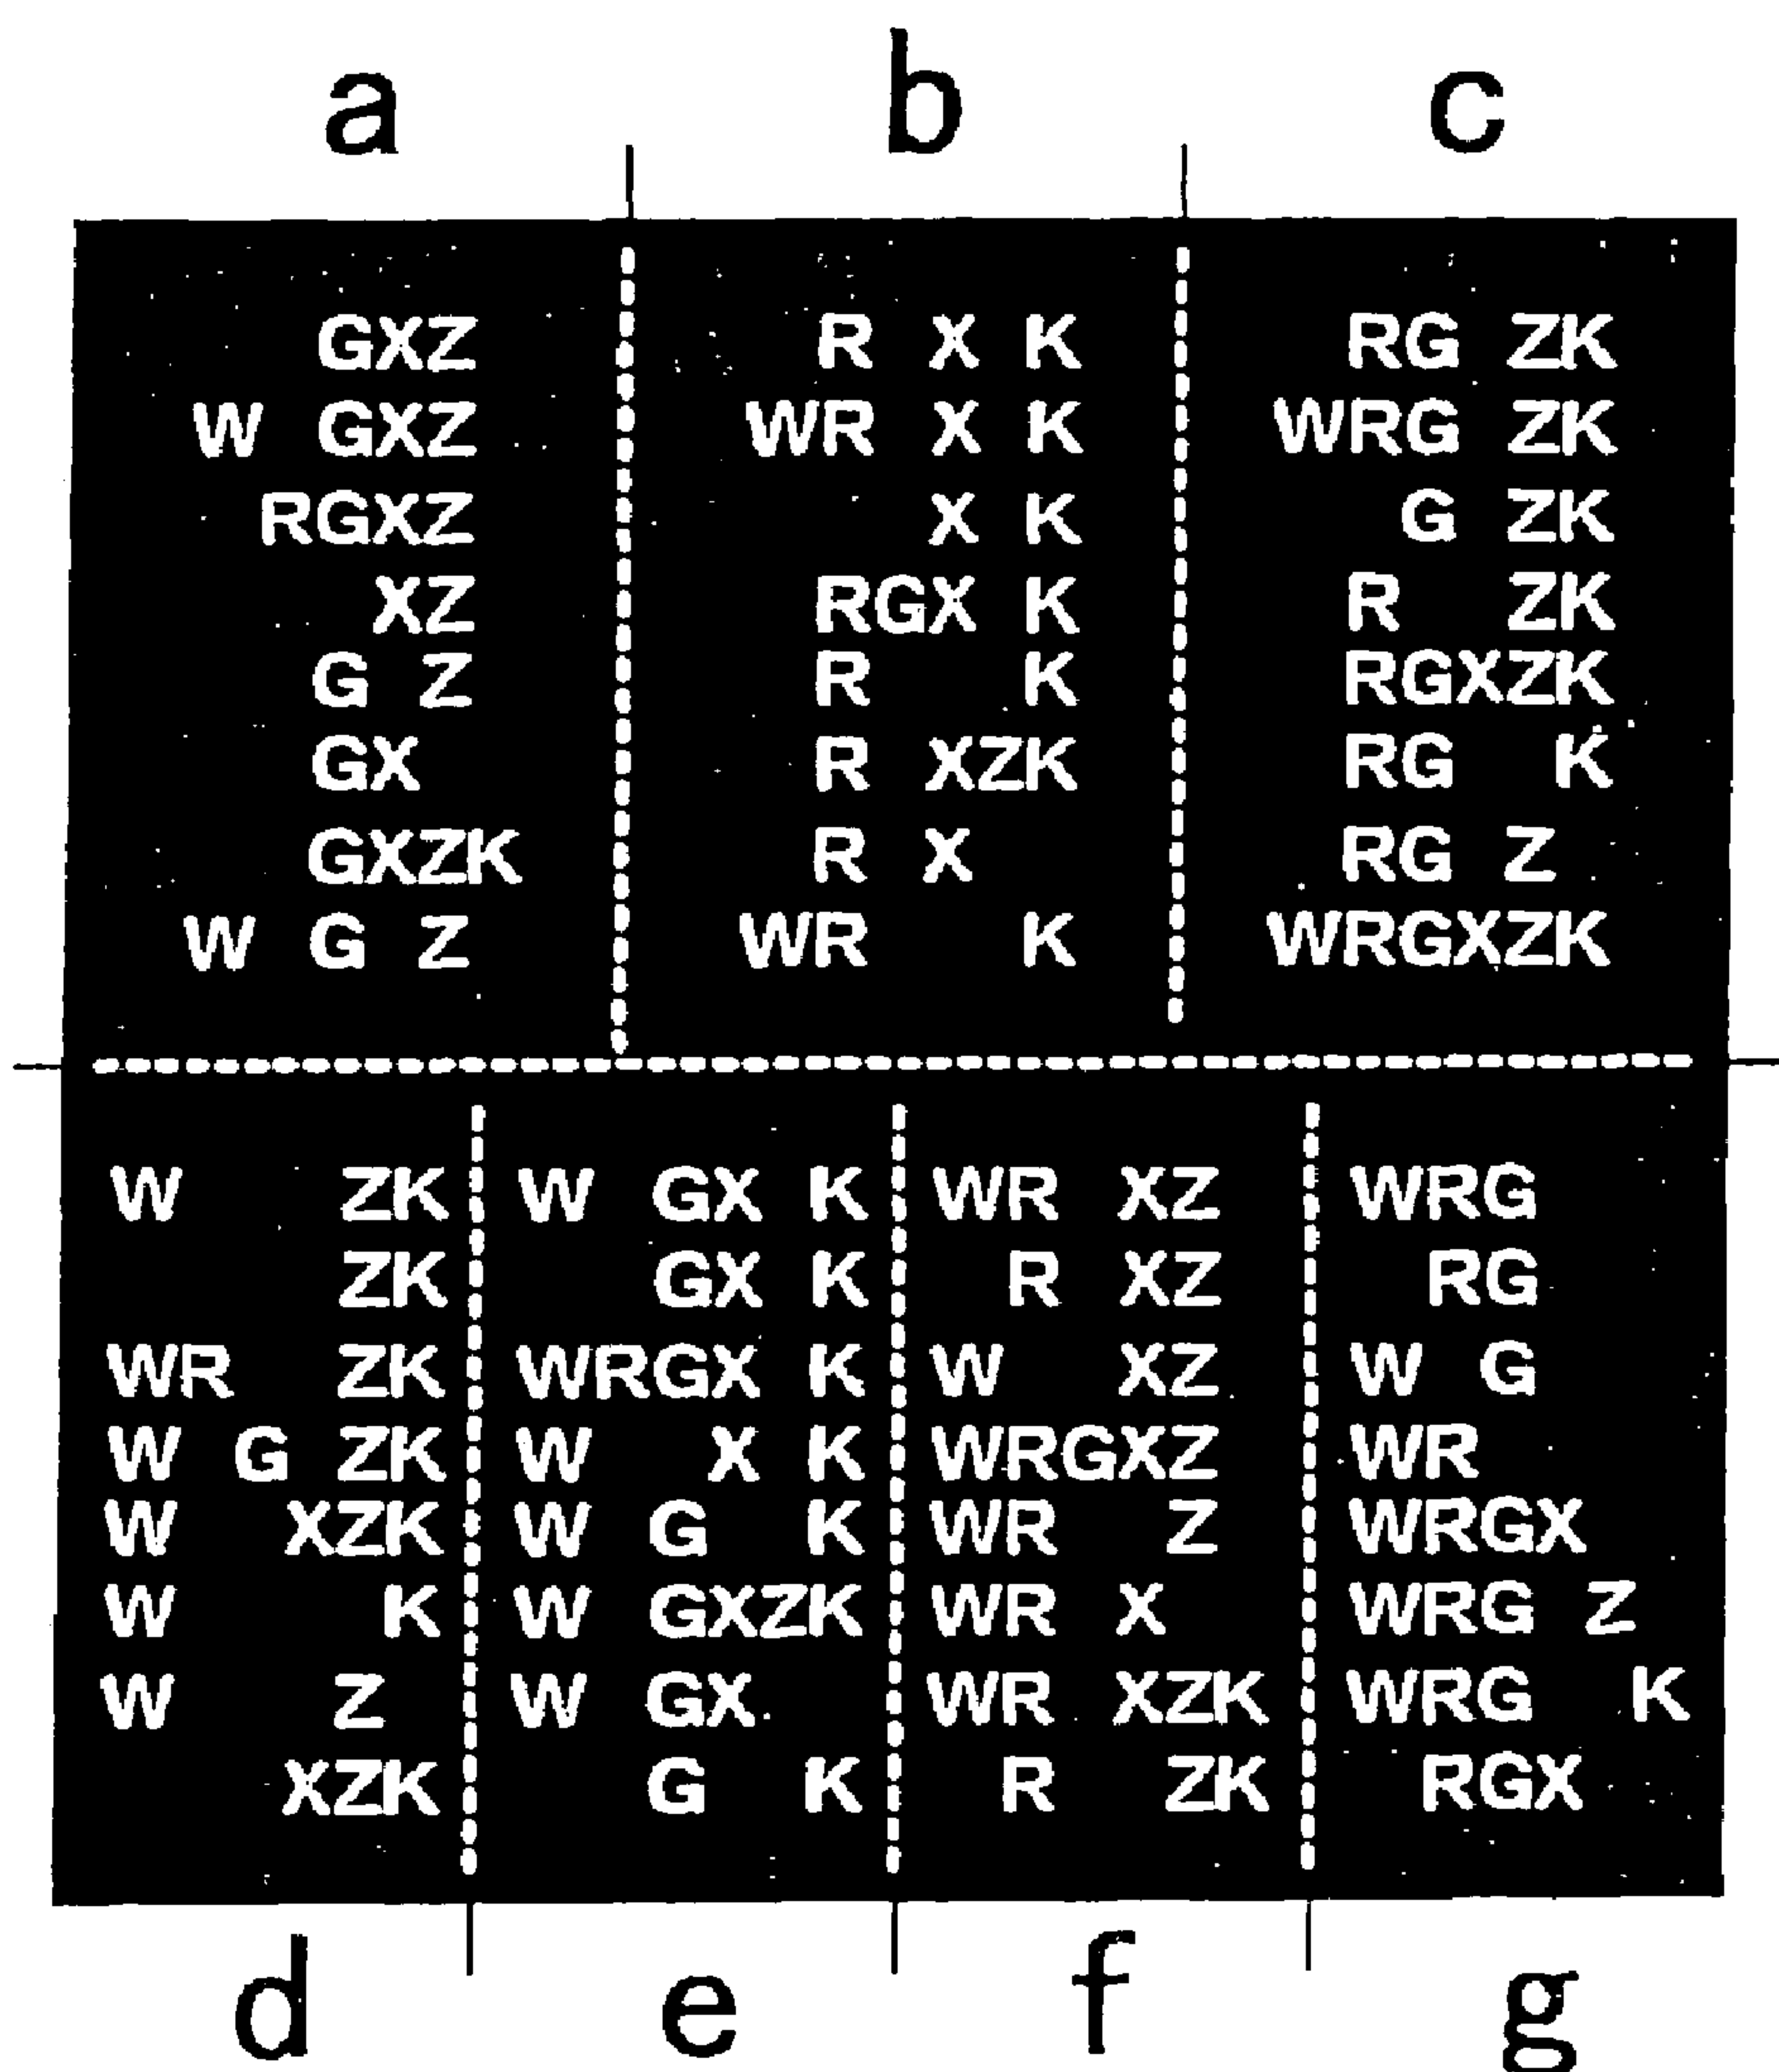 a b c
GXZ R X K RG ZK
W GXZ WR X K WRG ZK
RGXZ X K G ZK
XZ RGX K R ZK
G Z R K RGXZK
GX R XZK RG K
GXZK R X RG Z
W G Z WR K WRGXZK
W ZK W GX K WR XZ WRG
ZK GX K R XZ RG
WR ZK WRGX K W XZ W G
W G ZK W X K WRGXZ WR
W XZK W G K WR Z WRGX
W K W GXZK WR X WRG Z
W Z W GX WR XZK WRG K
XZK G K R ZK RGX
d e f g